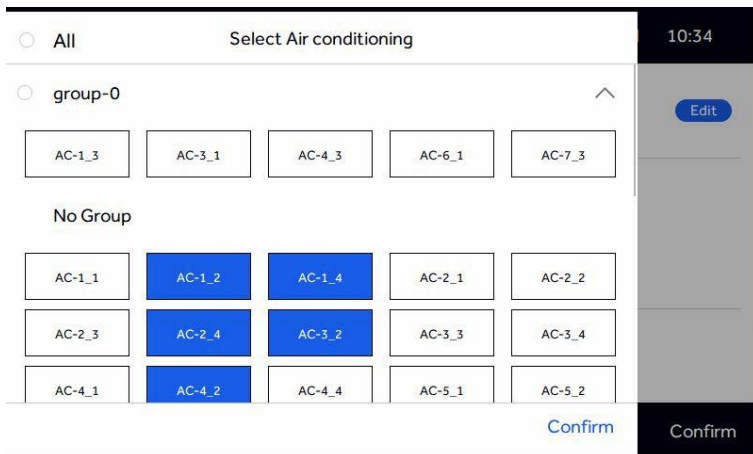 All Select Air conditioning 10:34
group-0
Edit
AC-1_3 AC-3_1 AC-4_3 AC-6_1 AC-7_3
No Group
AC-1_1 AC-1_2 AC-1_4 AC-2_1 AC-2_2
AC-2_3 AC-2_4 AC-3_2 AC-3_3 AC-3_4
AC-4_1 AC-4_2 AC-4_4 AC-5_1 AC-5_2
Confirm
Confirm